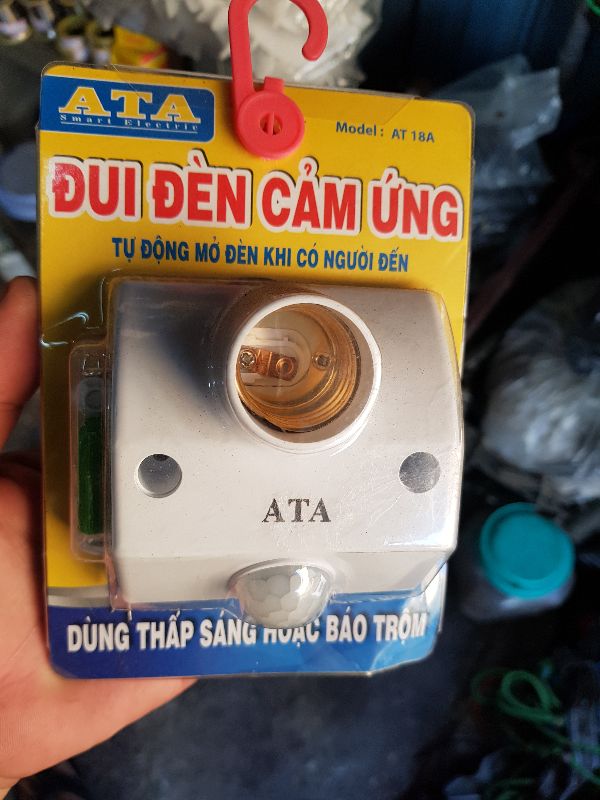 ATA
Smart Electric
Model : AT 18A
ĐUI ĐÈN CẢM ỨNG
TỰ ĐỘNG MỞ ĐÈN KHI CÓ NGƯỜI ĐẾN
ATA
DÙNG THẮP SÁNG HOẶC BÁO TRỘM